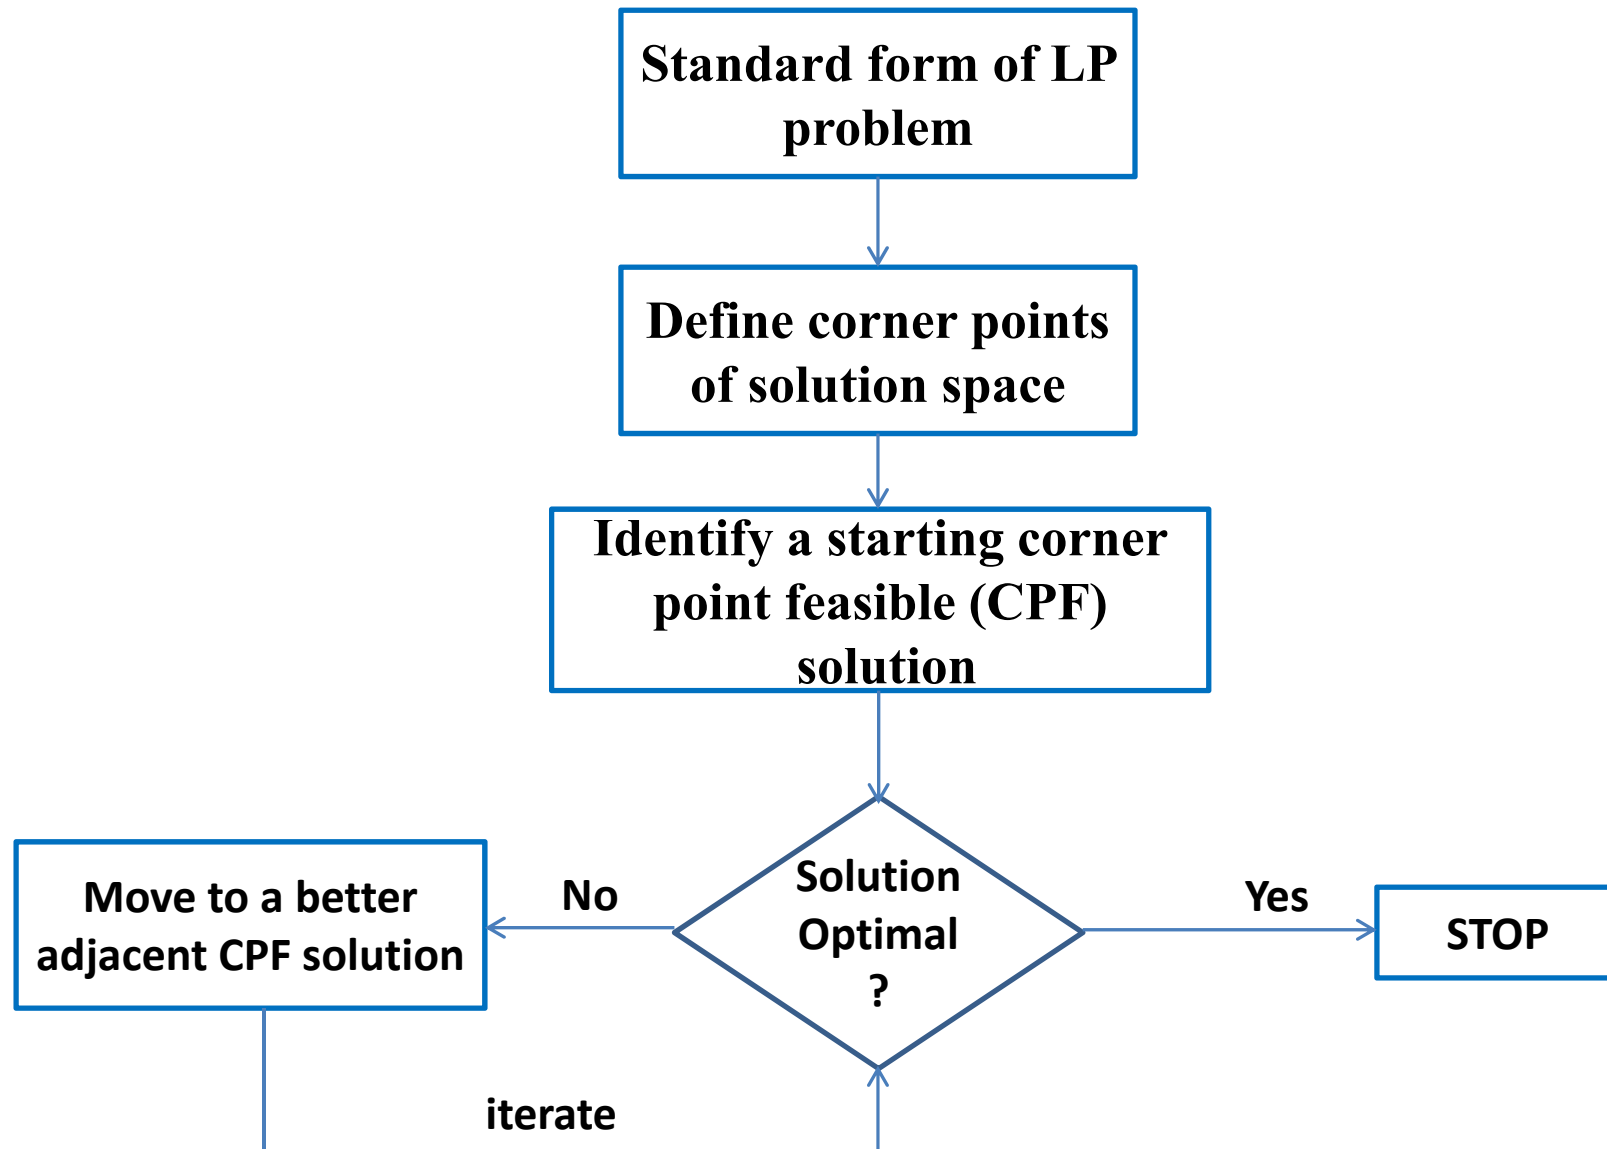 Standard form of LP
problem
Define corner points
of solution space
Identify a starting corner
point feasible (CPF)
solution
Solution
Optimal
?
No
Move to a better
adjacent CPF solution
Yes
STOP
iterate